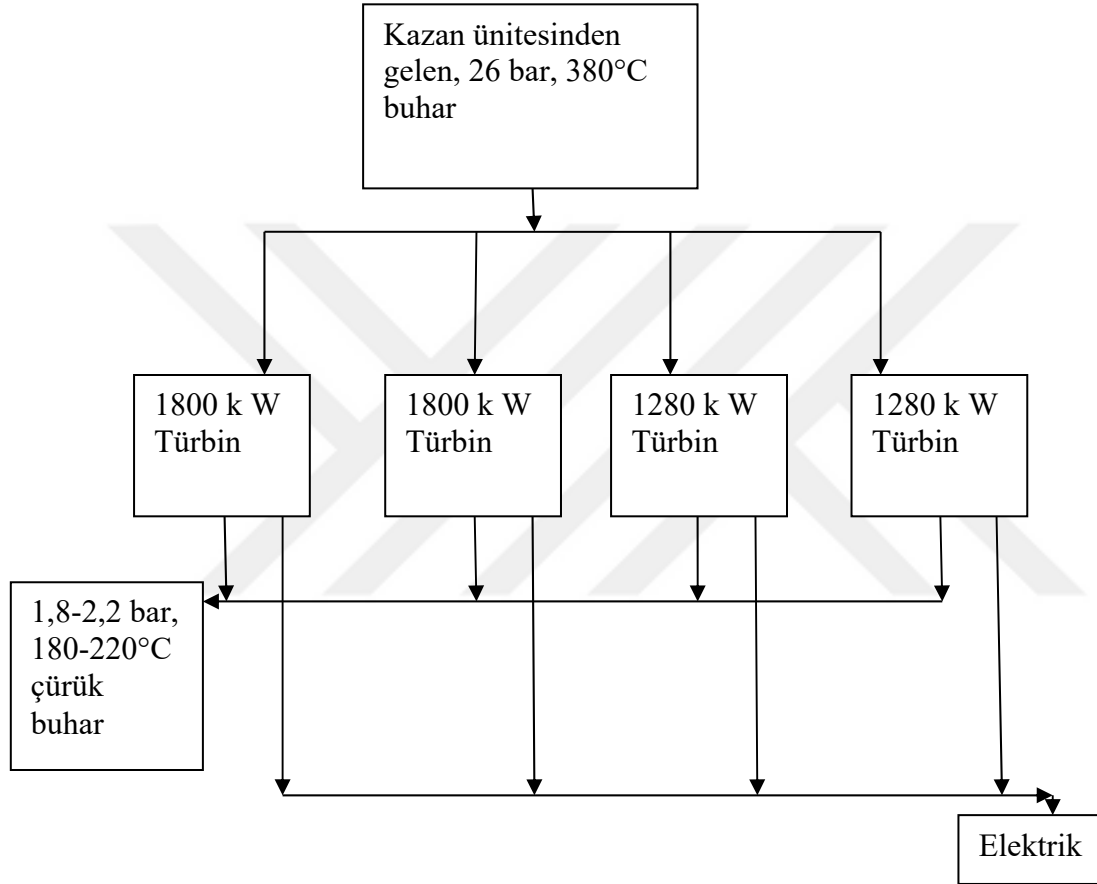 Kazan ünitesinden
gelen, 26 bar, 380°C
buhar
1800 k W
Türbin
1800 k W
Türbin
1280 k W
Türbin
1280 k W
Türbin
1,8-2,2 bar,
180-220°C
çürük
buhar
Elektrik